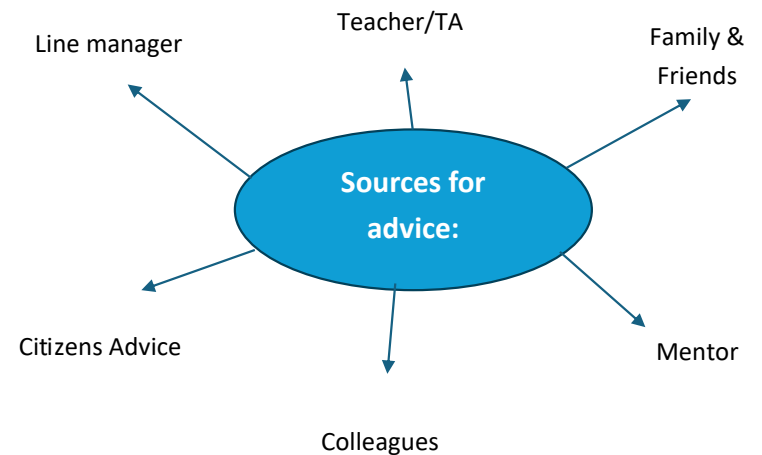 Teacher/TA
Line manager
Family &
Friends
Sources for
advice:
Citizens Advice
Mentor
Colleagues